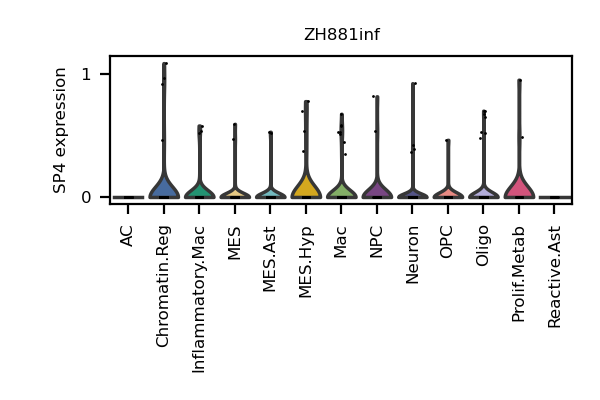 ZH881inf
SP4 expression
1
0
AC
Chromatin.Reg
Inflammatory.Mac
MES
MES.Ast
MES.Hyp
Mac
NPC
Neuron
OPC
Oligo
Prolif.Metab
Reactive.Ast